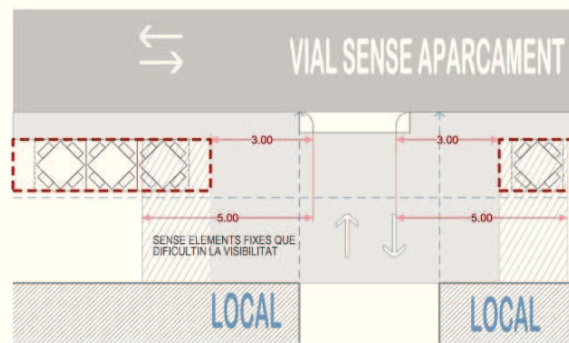 VIAL SENSE APARCAMENT
3.00
3.00
5.00
5.00
SENSE ELEMENTS FIXES QUE
DIFICULTIN LA VISIBILITAT
LOCAL
LOCAL